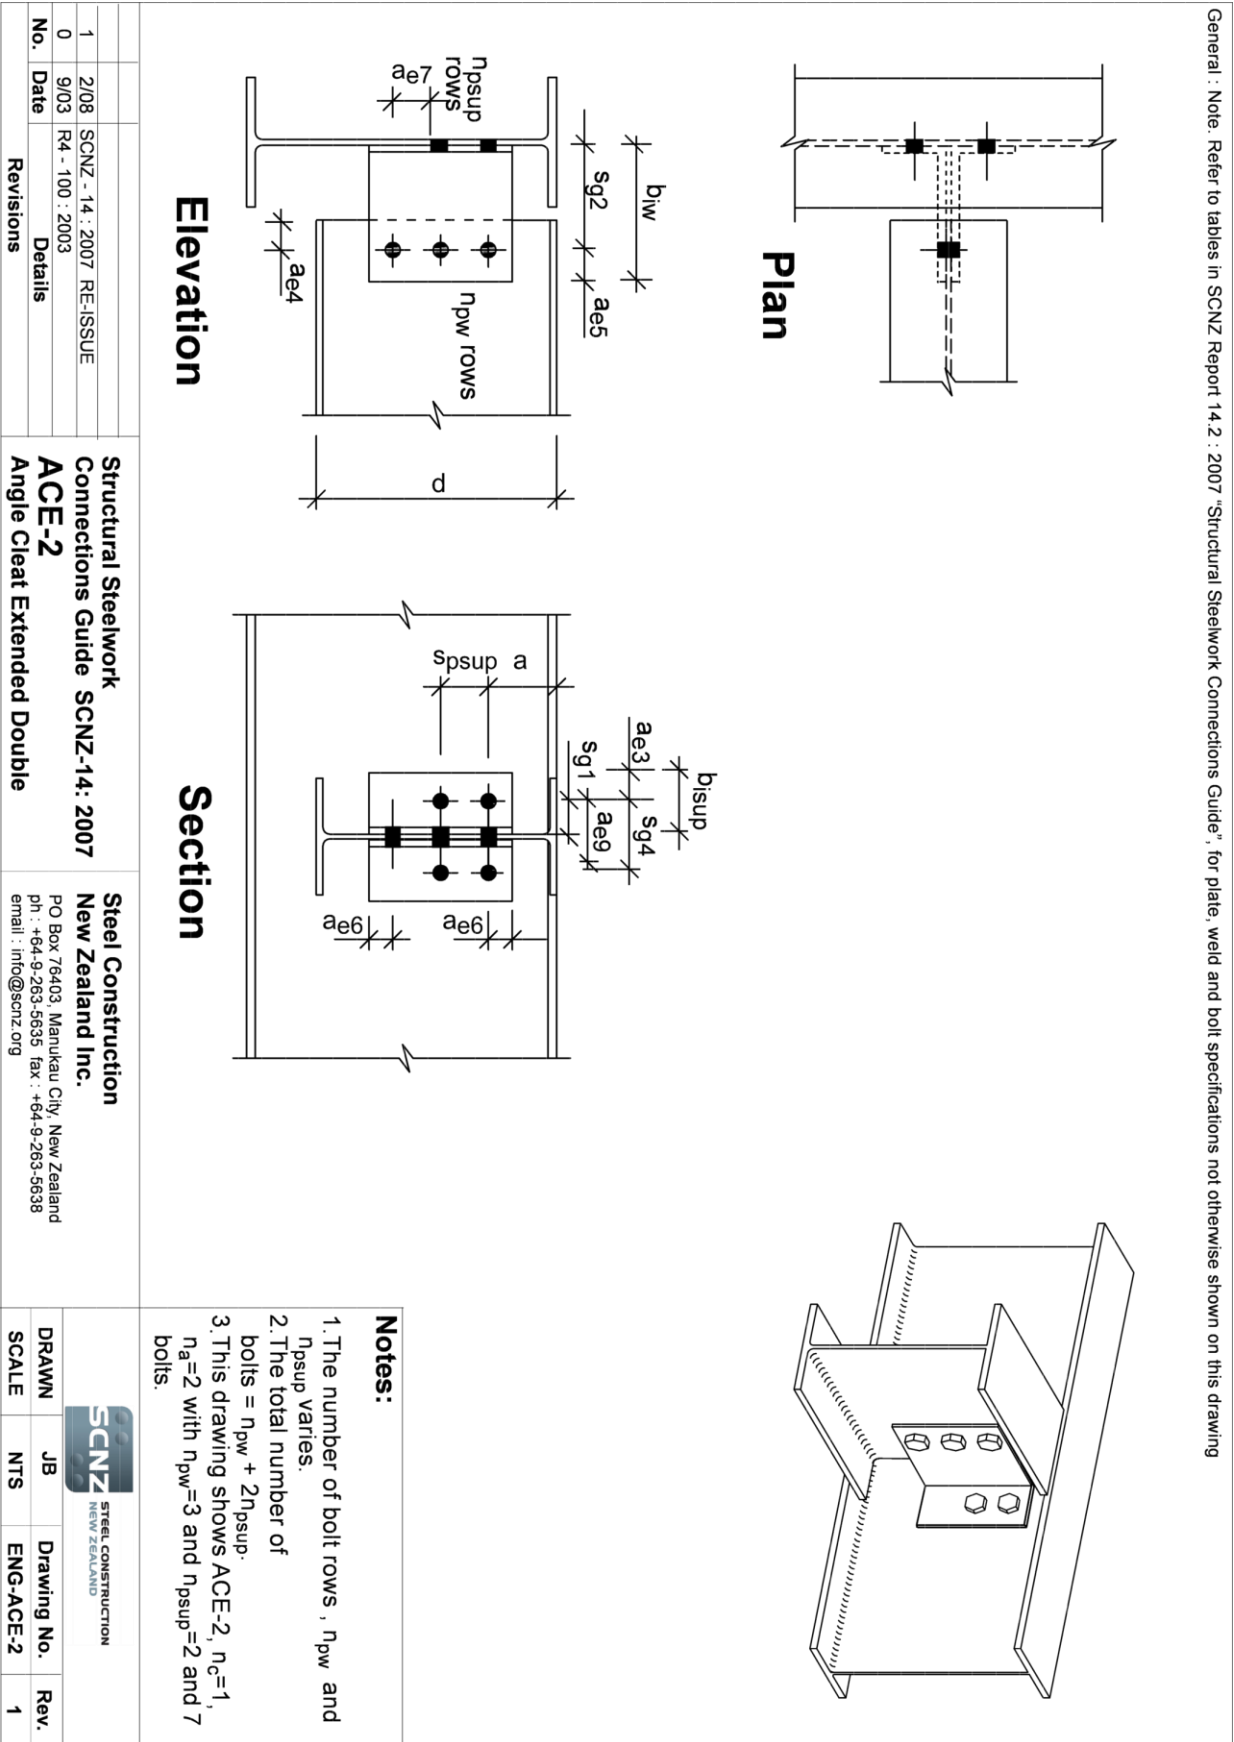 General : Note. Refer to tables in SCNZ Report 14.2 : 2007 “Structural Steelwork Connections Guide”, for plate, weld and bolt specifications not otherwise shown on this drawing
Plan
biw
sg2
ae5
npsup
rows
ae7
npw rows
ae4
d
Elevation
bisup
ae3
sg4
sg1
ae9
spsup
a
ae6
ae6
Section
Notes:
1. The number of bolt rows , npw and
npsup varies.
2. The total number of
bolts = npw + 2npsup.
3. This drawing shows ACE-2, nc=1,
na=2 with npw=3 and npsup=2 and 7
bolts.
1 2/08 SCNZ - 14 : 2007 RE-ISSUE
0 9/03 R4 - 100 : 2003
No. Date Details
Revisions
Structural Steelwork
Connections Guide SCNZ-14: 2007
ACE-2
Angle Cleat Extended Double
Steel Construction
New Zealand Inc.
PO Box 76403, Manukau City, New Zealand
ph : +64-9-263-5635 fax : +64-9-263-5638
email : info@scnz.org
SCNZ
STEEL CONSTRUCTION
NEW ZEALAND
DRAWN JB Drawing No. Rev.
SCALE NTS ENG-ACE-2 1